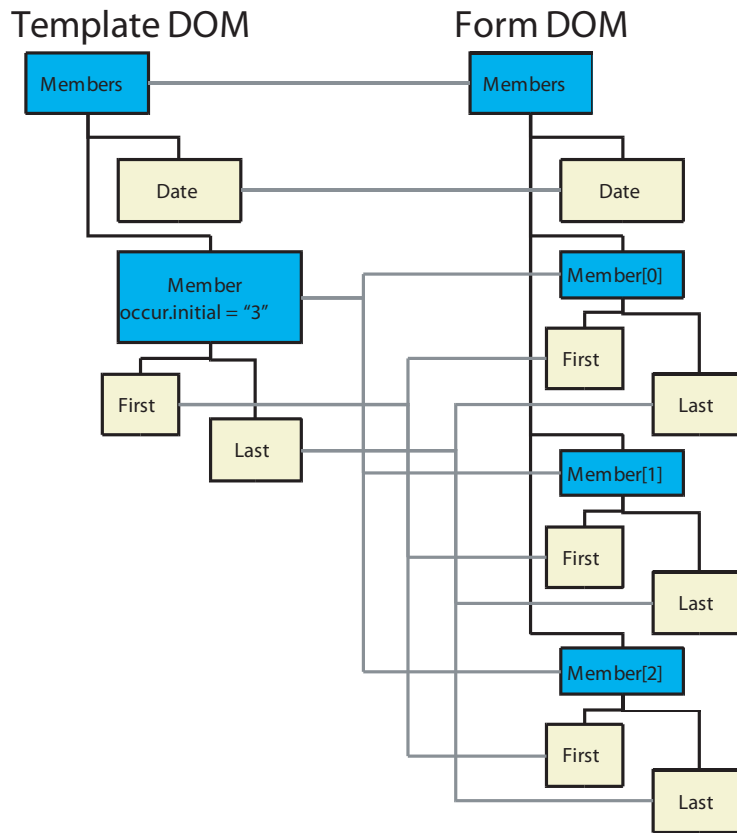 Template DOM
Form DOM
Members
Members
Date
Date
Member
occur.initial = “3”
Member[0]
First
First
Last
Last
Member[1]
First
Last
Member[2]
First
Last